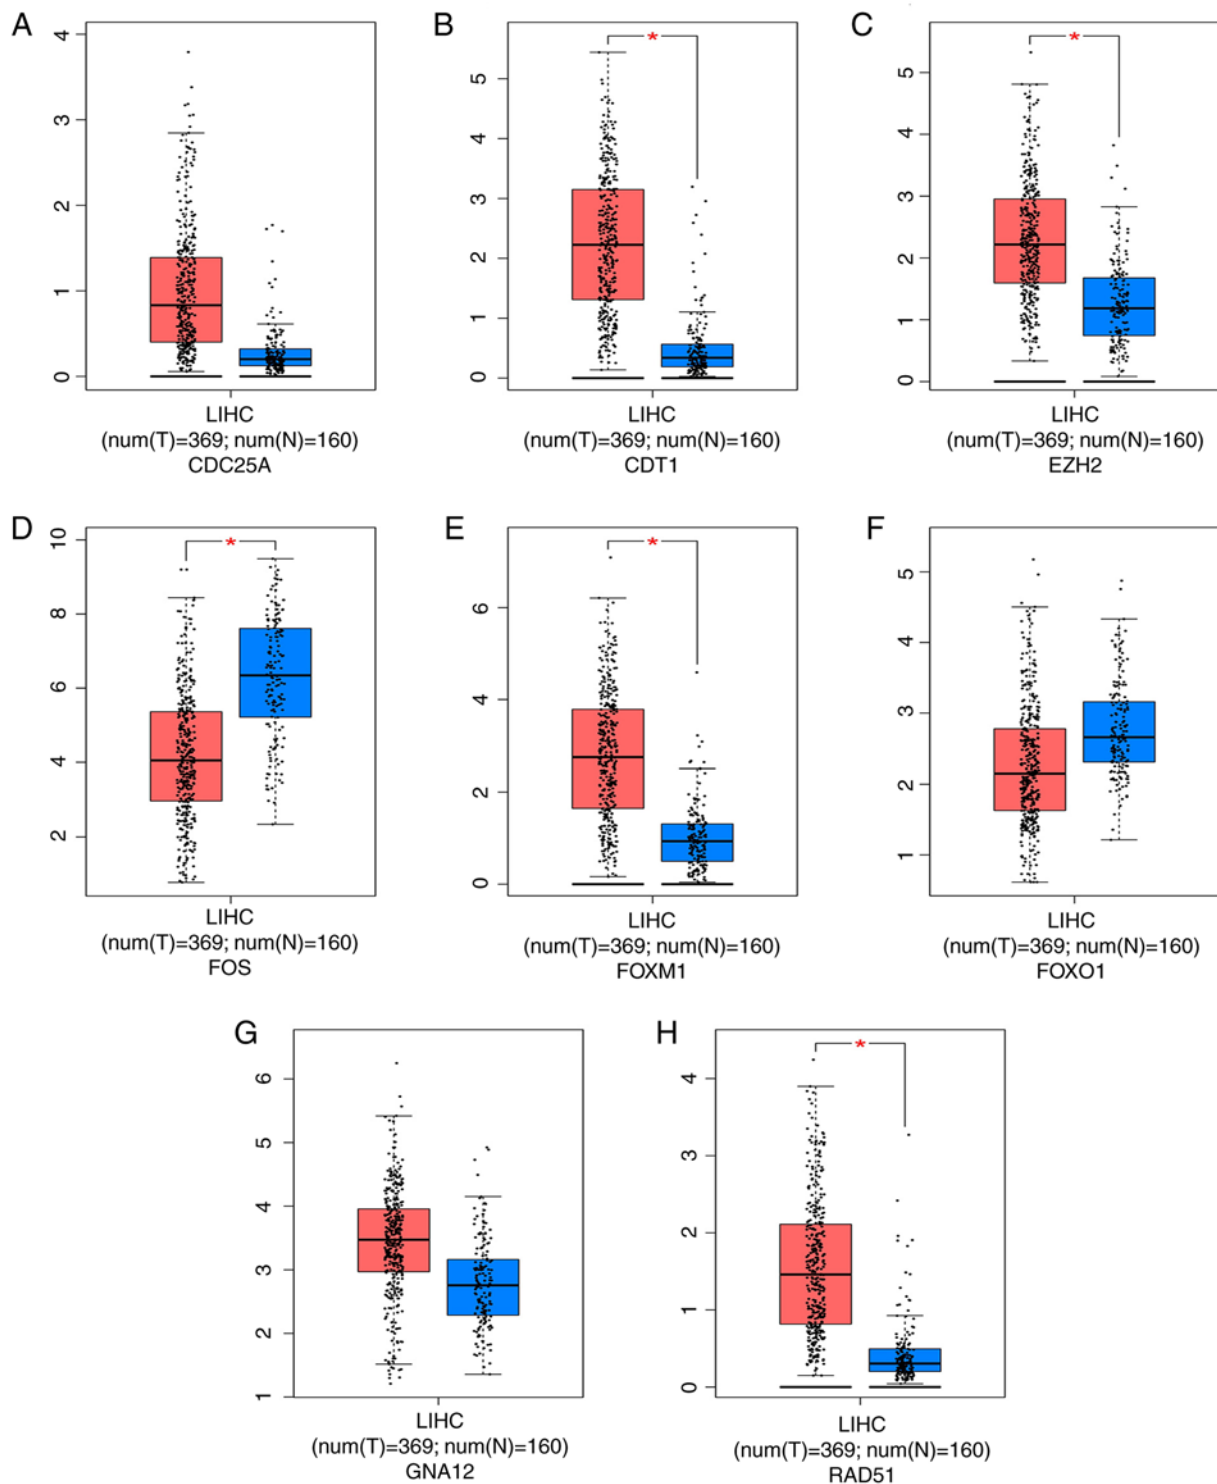 A
4
3
2
1
0
LIHC
(num(T)=369; num(N)=160)
CDC25A
B
*
5
4
3
2
1
0
LIHC
(num(T)=369; num(N)=160)
CDT1
C
*
5
4
3
2
1
0
LIHC
(num(T)=369; num(N)=160)
EZH2
D
*
10
8
6
4
2
LIHC
(num(T)=369; num(N)=160)
FOS
E
*
6
4
2
0
LIHC
(num(T)=369; num(N)=160)
FOXM1
F
5
4
3
2
1
LIHC
(num(T)=369; num(N)=160)
FOXO1
G
6
5
4
3
2
1
LIHC
(num(T)=369; num(N)=160)
GNA12
H
*
4
3
2
1
0
LIHC
(num(T)=369; num(N)=160)
RAD51